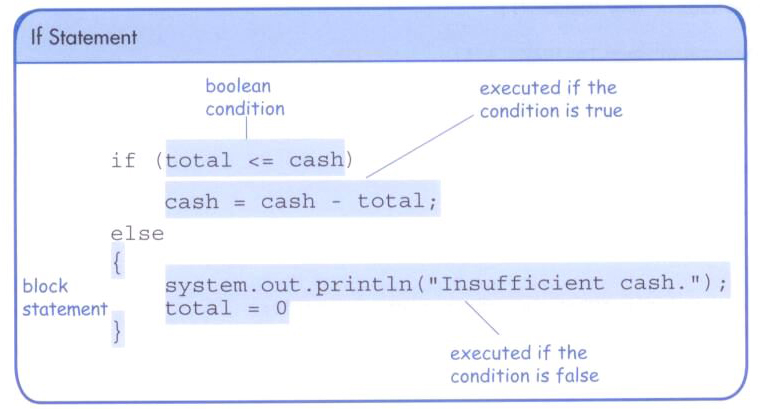 If Statement
boolean
condition
executed if the
condition is true
if (total <= cash)
cash = cash - total;
else
{
block
statement
system.out.println("Insufficient cash.");
total = 0
}
executed if the
condition is false